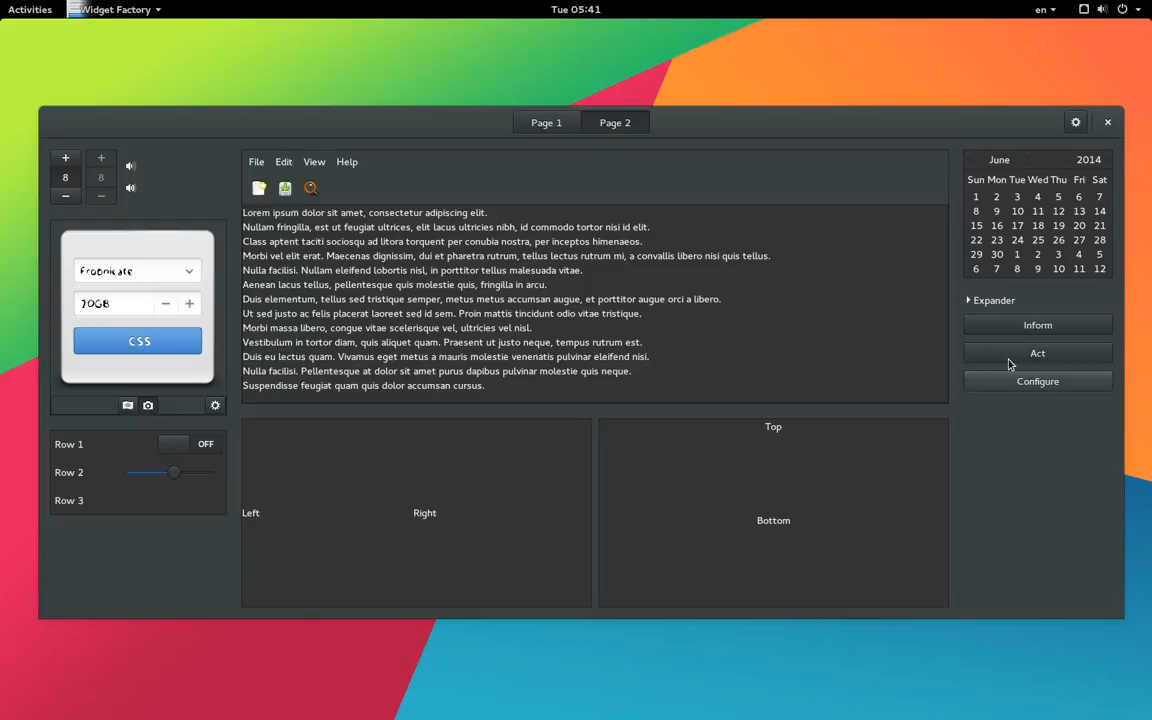 Activities Widget Factory Tue 05:41 en
Page 1 Page 2
8 8
CSS
Row 1 OFF
Row 2
Row 3
File Edit View Help
Lorem ipsum dolor sit amet, consectetur adipiscing elit.
Nullam fringilla, est ut feugiat ultrices, elit lacus ultricies nibh, id commodo tortor nisi id elit.
Class aptent taciti sociosqu ad litora torquent per conubia nostra, per inceptos himenaeos.
Morbi vel elit erat. Maecenas dignissim, dui et pharetra rutrum, tellus lectus rutrum mi, a convallis libero nisi quis tellus.
Nulla facilisi. Nullam eleifend lobortis nisl, in porttitor tellus malesuada vitae.
Aenean lacus tellus, pellentesque quis molestie quis, fringilla in arcu.
Duis elementum, tellus sed tristique semper, metus metus accumsan augue, et porttitor augue orci a libero.
Ut sed justo ac felis placerat laoreet sed id sem. Proin mattis tincidunt odio vitae tristique.
Morbi massa libero, congue vitae scelerisque vel, ultricies vel nisl.
Vestibulum in tortor diam, quis aliquet quam. Praesent ut justo neque, tempus rutrum est.
Duis eu lectus quam. Vivamus eget metus a mauris molestie venenatis pulvinar eleifend nisi.
Nulla facilisi. Pellentesque at dolor sit amet purus dapibus pulvinar molestie quis neque.
Suspendisse feugiat quam quis dolor accumsan cursus.
Left Right
Top
Bottom
June 2014
Sun Mon Tue Wed Thu Fri Sat
1 2 3 4 5 6 7
8 9 10 11 12 13 14
15 16 17 18 19 20 21
22 23 24 25 26 27 28
29 30 1 2 3 4 5
6 7 8 9 10 11 12
Expander
Inform
Act
Configure